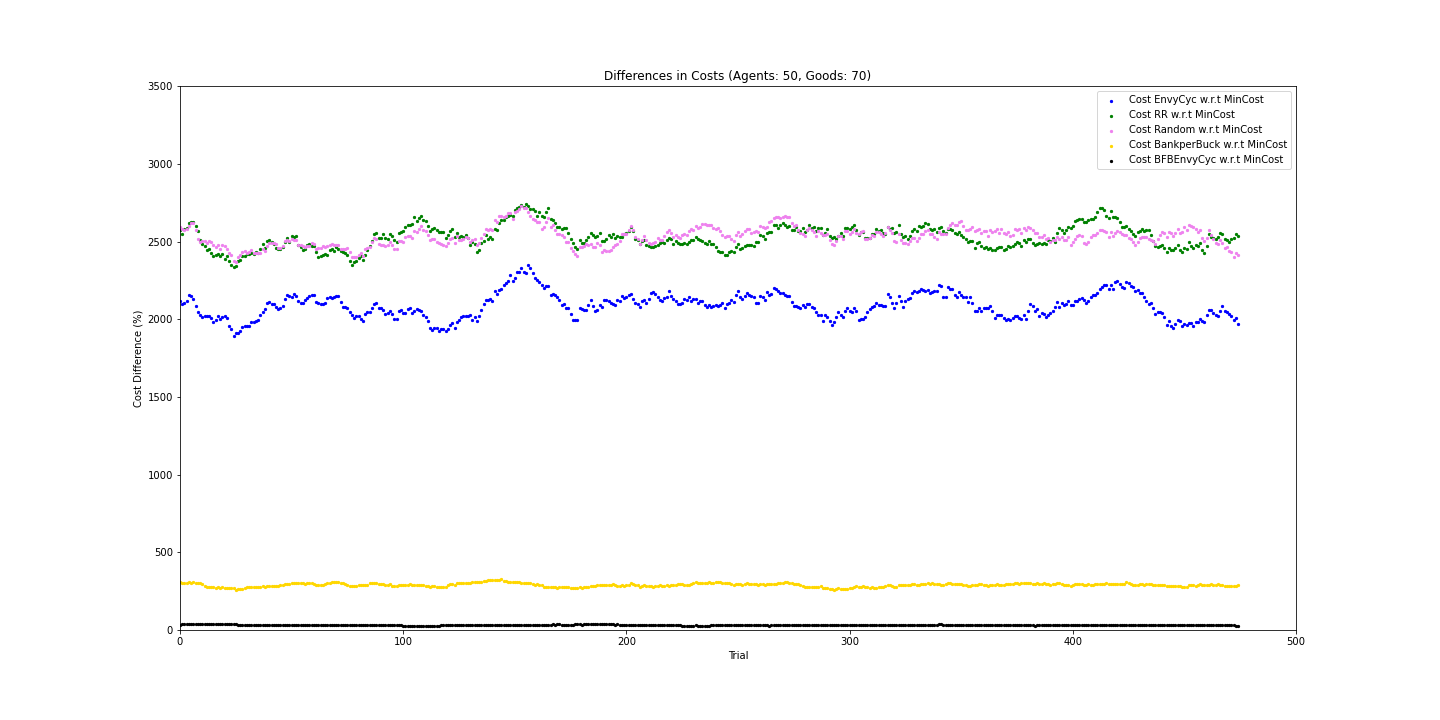 Differences in Costs (Agents: 50, Goods: 70)
3500
3000
2500
2000
1500
1000
500
0
Cost Difference (%)
Cost EnvyCyc w.r.t MinCost
Cost RR w.r.t MinCost
Cost Random w.r.t MinCost
Cost BankperBuck w.r.t MinCost
Cost BFBEnvyCyc w.r.t MinCost
0 100 200 300 400 500
Trial